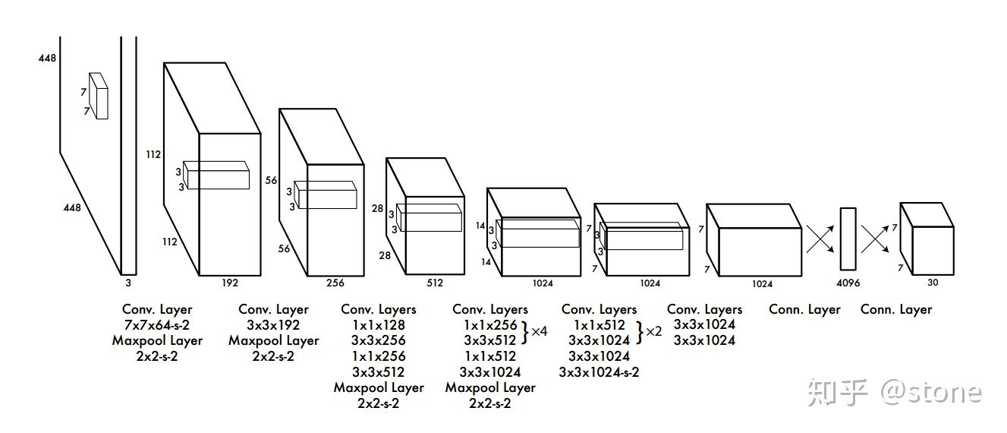 448
7
7
448
3
112
3
3
112
192
56
3
3
56
256
28
3
3
28
512
14
3
3
14
1024
7
3
3
7
1024
7
7
1024
4096
7
7
30
Conv. Layer
7x7x64-s-2
Maxpool Layer
2x2-s-2
Conv. Layer
3x3x192
Maxpool Layer
2x2-s-2
Conv. Layers
1x1x128
3x3x256
1x1x256
3x3x512
Maxpool Layer
2x2-s-2
Conv. Layers
1x1x256
3x3x512
}×4
1x1x512
3x3x1024
Maxpool Layer
2x2-s-2
Conv. Layers
1x1x512
3x3x1024
}×2
3x3x1024
3x3x1024-s-2
Conv. Layers
3x3x1024
3x3x1024
Conn. Layer
Conn. Layer
知乎 @stone